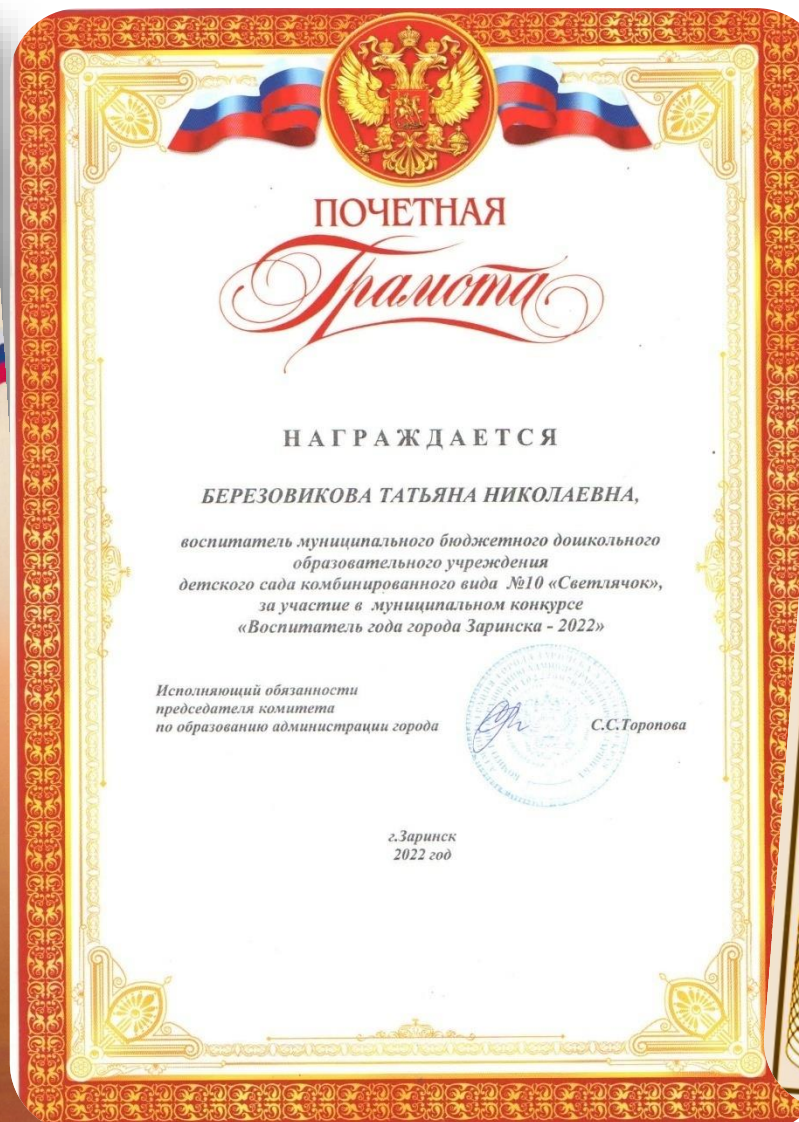 ПОЧЕТНАЯ
Грамота
НАГРАЖДАЕТСЯ
БЕРЕЗОВИКОВА ТАТЬЯНА НИКОЛАЕВНА,
воспитатель муниципального бюджетного дошкольного
образовательного учреждения
детского сада комбинированного вида №10 «Светлячок»,
за участие в муниципальном конкурсе
«Воспитатель года города Заринска - 2022»
Исполняющий обязанности
председателя комитета
по образованию администрации города
С.С.Торопова
г.Заринск
2022 год